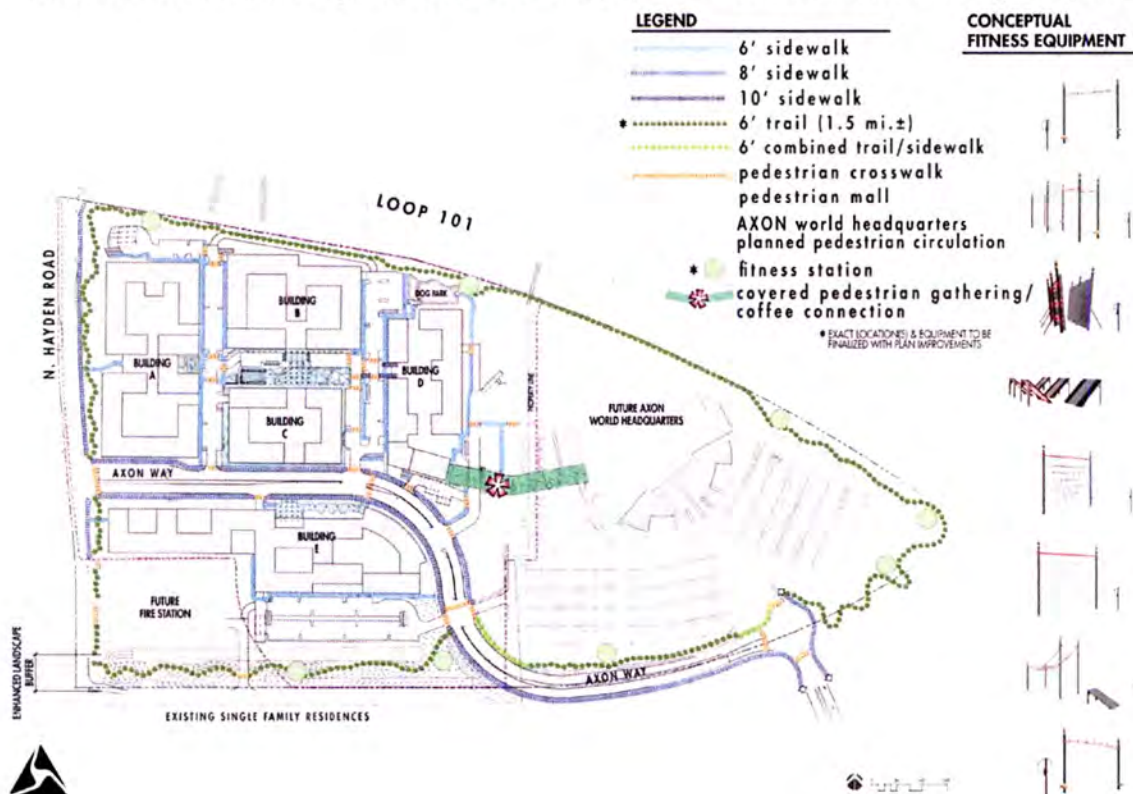 LEGEND
6' sidewalk
8' sidewalk
10' sidewalk
* 6' trail (1.5 mi.±)
6' combined trail/sidewalk
pedestrian crosswalk
pedestrian mall
AXON world headquarters
planned pedestrian circulation
* fitness station
covered pedestrian gathering/
coffee connection
* EXACT LOCATION(S) & EQUIPMENT TO BE
FINALIZED WITH PLAN IMPROVEMENTS
CONCEPTUAL
FITNESS EQUIPMENT
LOOP 101
N. HAYDEN ROAD
BUILDING
A
BUILDING
B
BUILDING
C
DOG PARK
BUILDING
D
PROPERTY LINE
FUTURE AXON
WORLD HEADQUARTERS
AXON WAY
BUILDING
E
FUTURE
FIRE STATION
ENHANCED LANDSCAPE
BUFFER
AXON WAY
EXISTING SINGLE FAMILY RESIDENCES